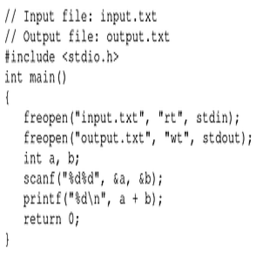 // Input file: input.txt
// Output file: output.txt
#include <stdio.h>
int main()
{
freopen("input.txt", "rt", stdin);
freopen("output.txt", "wt", stdout);
int a, b;
scanf("%d%d", &a, &b);
printf("%d\n", a + b);
return 0;
}